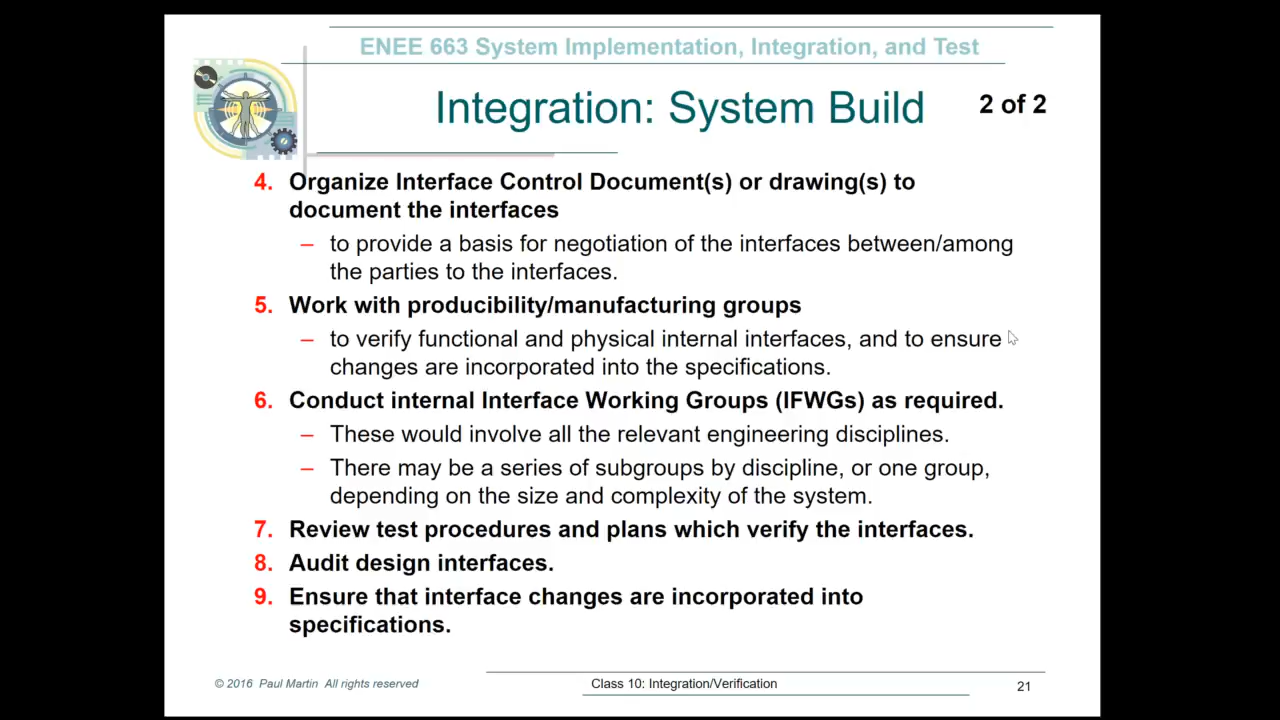 ENEE 663 System Implementation, Integration, and Test
Integration: System Build
2 of 2
4. Organize Interface Control Document(s) or drawing(s) to
document the interfaces
– to provide a basis for negotiation of the interfaces between/among
the parties to the interfaces.
5. Work with producibility/manufacturing groups
– to verify functional and physical internal interfaces, and to ensure
changes are incorporated into the specifications.
6. Conduct internal Interface Working Groups (IFWGs) as required.
– These would involve all the relevant engineering disciplines.
– There may be a series of subgroups by discipline, or one group,
depending on the size and complexity of the system.
7. Review test procedures and plans which verify the interfaces.
8. Audit design interfaces.
9. Ensure that interface changes are incorporated into
specifications.
© 2016 Paul Martin All rights reserved
Class 10: Integration/Verification
21